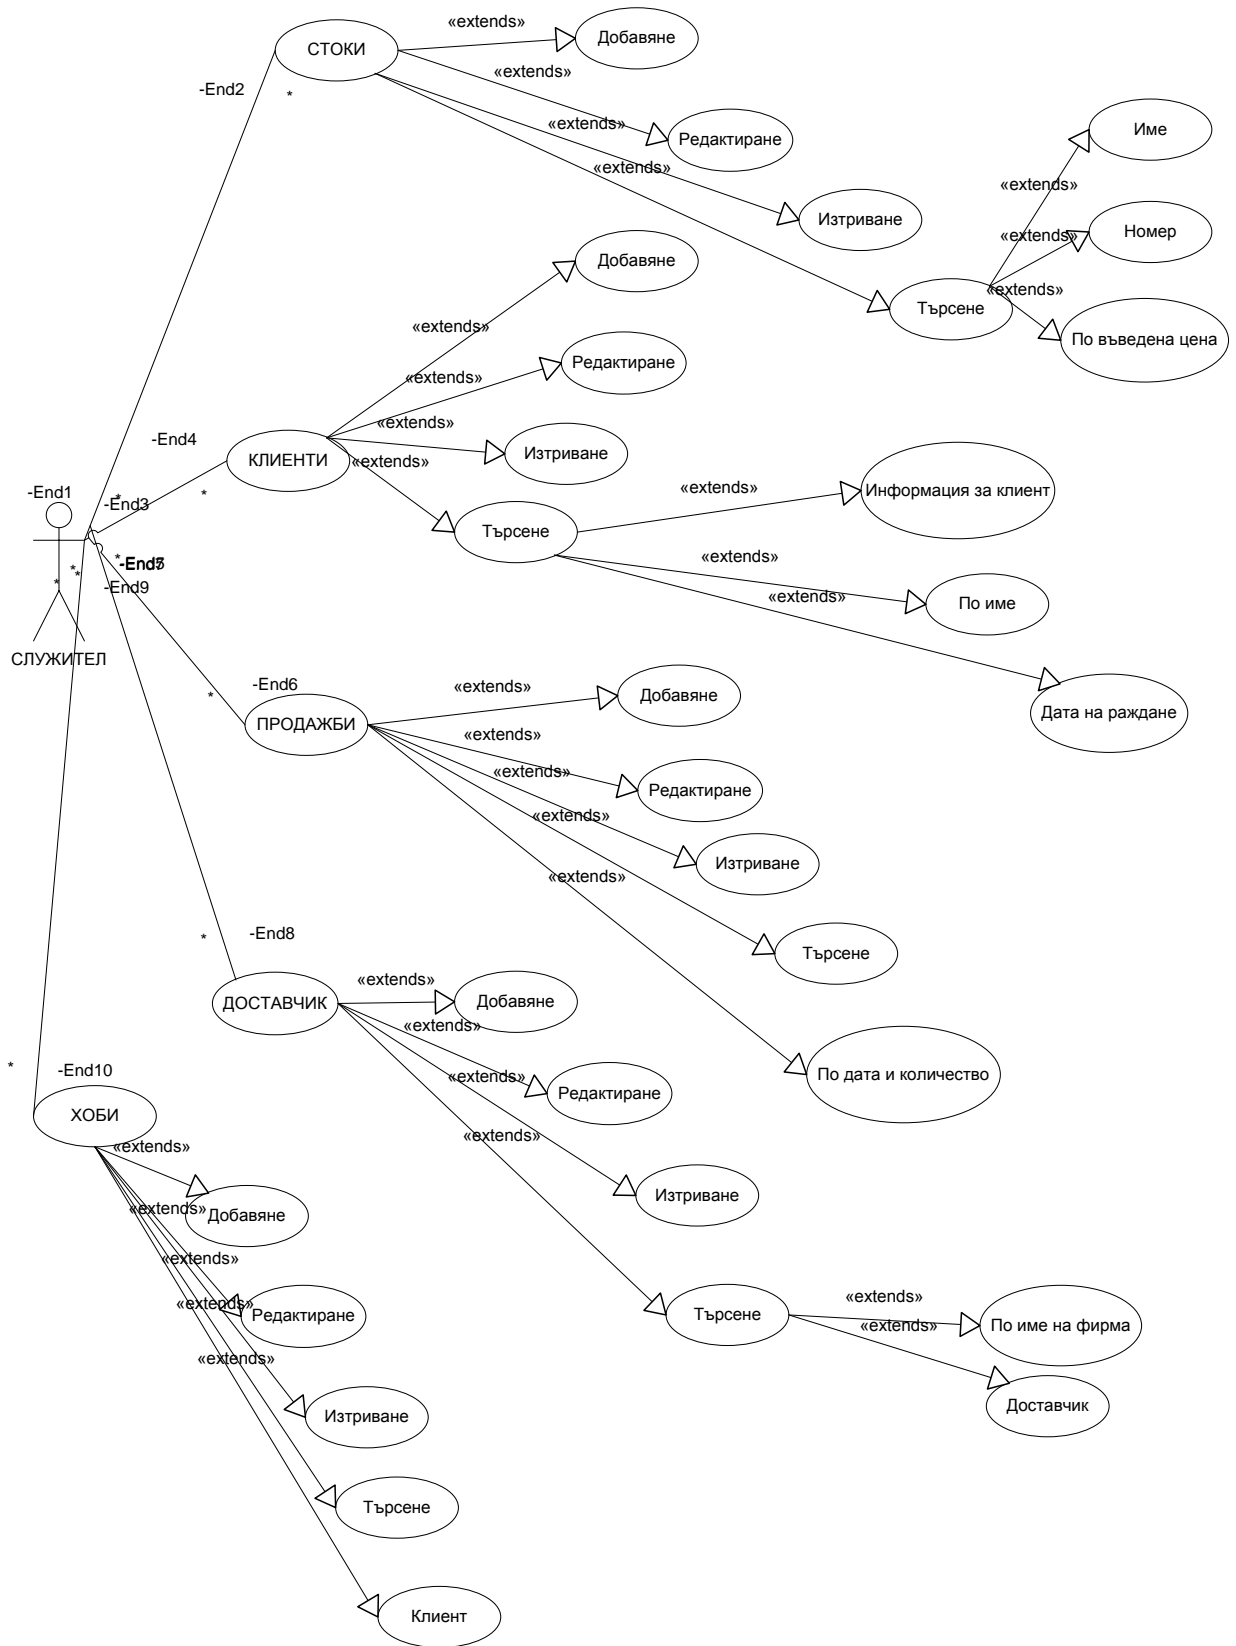 «extends»
СТОКИ
Добавяне
«extends»
-End2
*
«extends»
Редактиране
Име
«extends»
«extends»
Изтриване
Номер
«extends»
Добавяне
«extends»
Търсене
По въведена цена
«extends»
Редактиране
«extends»
-End4
«extends»
КЛИЕНТИ
Изтриване
«extends»
-End1
*
*
-End3
«extends»
Информация за клиент
Търсене
*
-End5
-End7
*
*
*
-End9
«extends»
«extends»
По име
СЛУЖИТЕЛ
-End6
*
«extends»
Добавяне
ПРОДАЖБИ
Дата на раждане
«extends»
«extends»
Редактиране
«extends»
Изтриване
«extends»
*
-End8
Търсене
«extends»
ДОСТАВЧИК
Добавяне
«extends»
*
-End10
«extends»
По дата и количество
Редактиране
ХОБИ
«extends»
«extends»
Изтриване
«extends»
Добавяне
«extends»
«extends»
Редактиране
«extends»
Търсене
«extends»
«extends»
По име на фирма
Доставчик
Изтриване
Търсене
Клиент